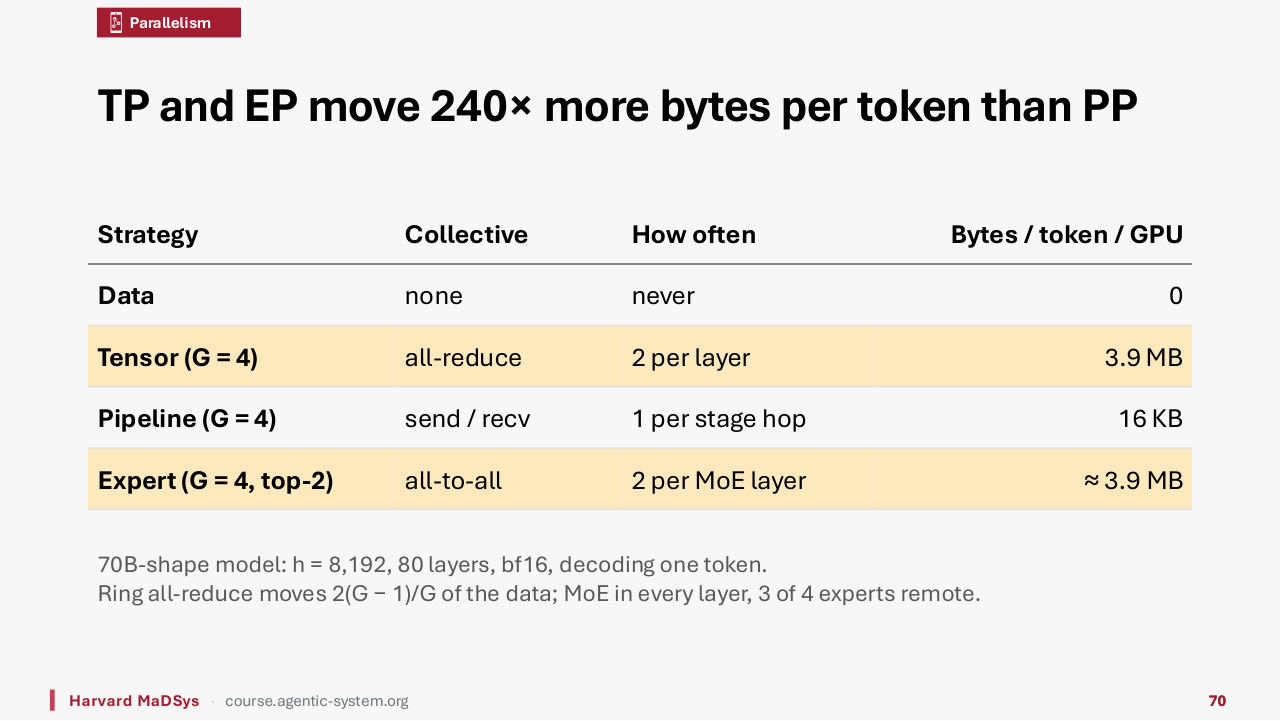 Parallelism
TP and EP move 240× more bytes per token than PP
Strategy Collective How often Bytes / token / GPU
Data none never 0
Tensor (G = 4) all-reduce 2 per layer 3.9 MB
Pipeline (G = 4) send / recv 1 per stage hop 16 KB
Expert (G = 4, top-2) all-to-all 2 per MoE layer ≈ 3.9 MB
70B-shape model: h = 8,192, 80 layers, bf16, decoding one token.
Ring all-reduce moves 2(G − 1)/G of the data; MoE in every layer, 3 of 4 experts remote.
Harvard MaDSys · course.agentic-system.org 70